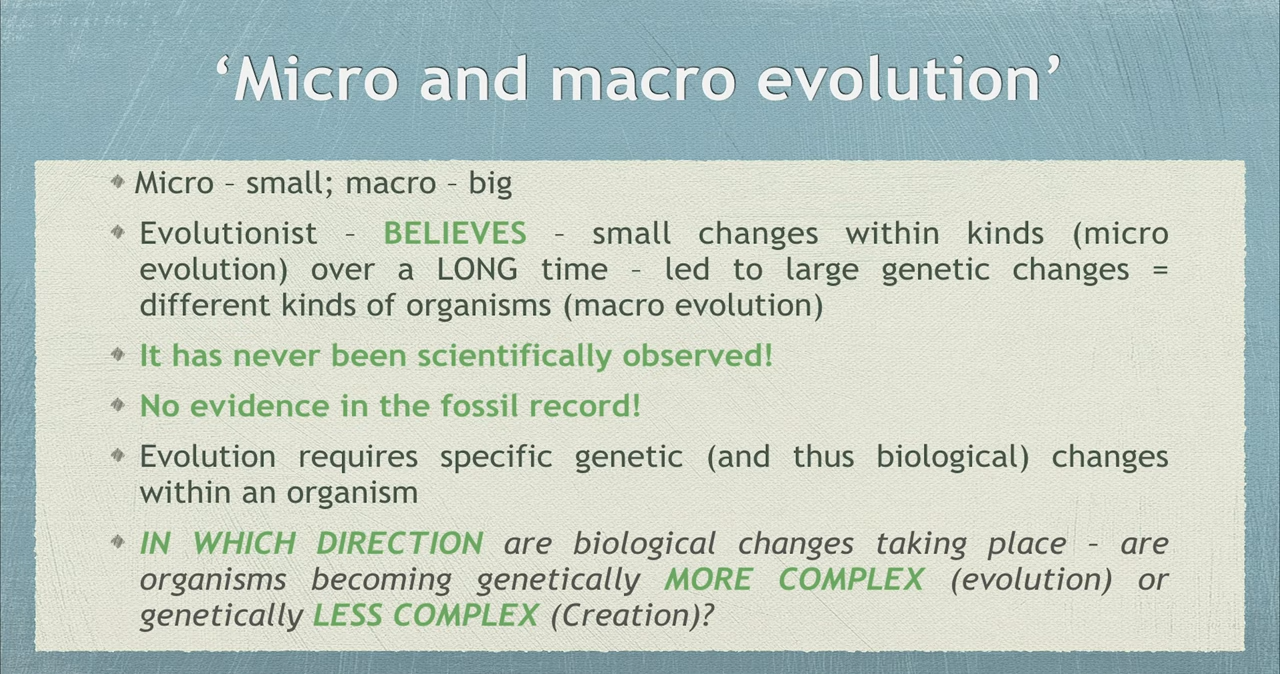 ‘Micro and macro evolution’
Micro – small; macro – big
Evolutionist – BELIEVES – small changes within kinds (micro
evolution) over a LONG time – led to large genetic changes =
different kinds of organisms (macro evolution)
It has never been scientifically observed!
No evidence in the fossil record!
Evolution requires specific genetic (and thus biological) changes
within an organism
IN WHICH DIRECTION are biological changes taking place – are
organisms becoming genetically MORE COMPLEX (evolution) or
genetically LESS COMPLEX (Creation)?